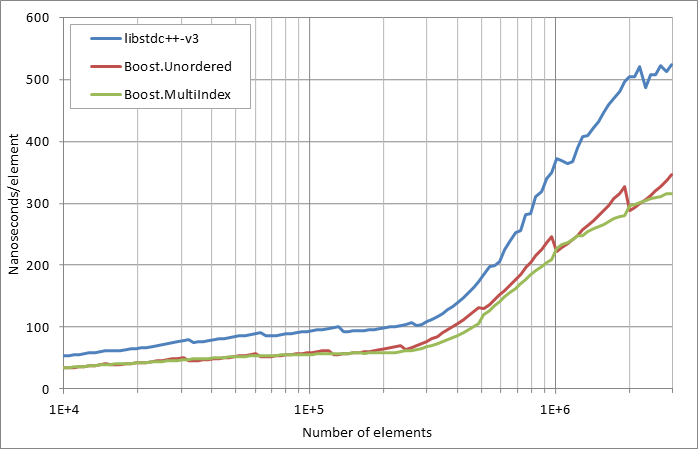 600
500
400
300
200
100
0
Nanoseconds/element
libstdc++-v3
Boost.Unordered
Boost.MultiIndex
1E+4
1E+5
1E+6
Number of elements